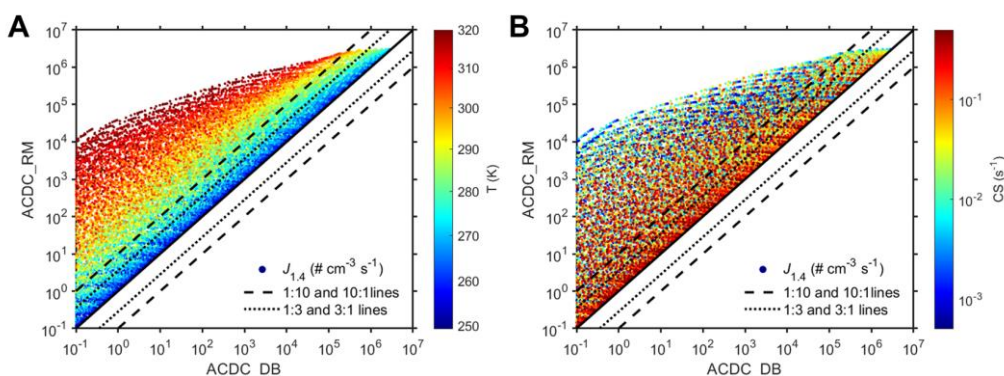 A
10^7
10^6
10^5
10^4
10^3
10^2
10^1
10^0
10^-1
ACDC_RM
10^-1 10^0 10^1 10^2 10^3 10^4 10^5 10^6 10^7
ACDC_DB
J_1.4 (# cm^-3 s^-1)
1:10 and 10:1lines
1:3 and 3:1 lines
320
310
300
290
280
270
260
250
T (K)
B
10^7
10^6
10^5
10^4
10^3
10^2
10^1
10^0
10^-1
ACDC_RM
10^-1 10^0 10^1 10^2 10^3 10^4 10^5 10^6 10^7
ACDC_DB
J_1.4 (# cm^-3 s^-1)
1:10 and 10:1lines
1:3 and 3:1 lines
10^-1
10^-2
10^-3
CS (s^-1)